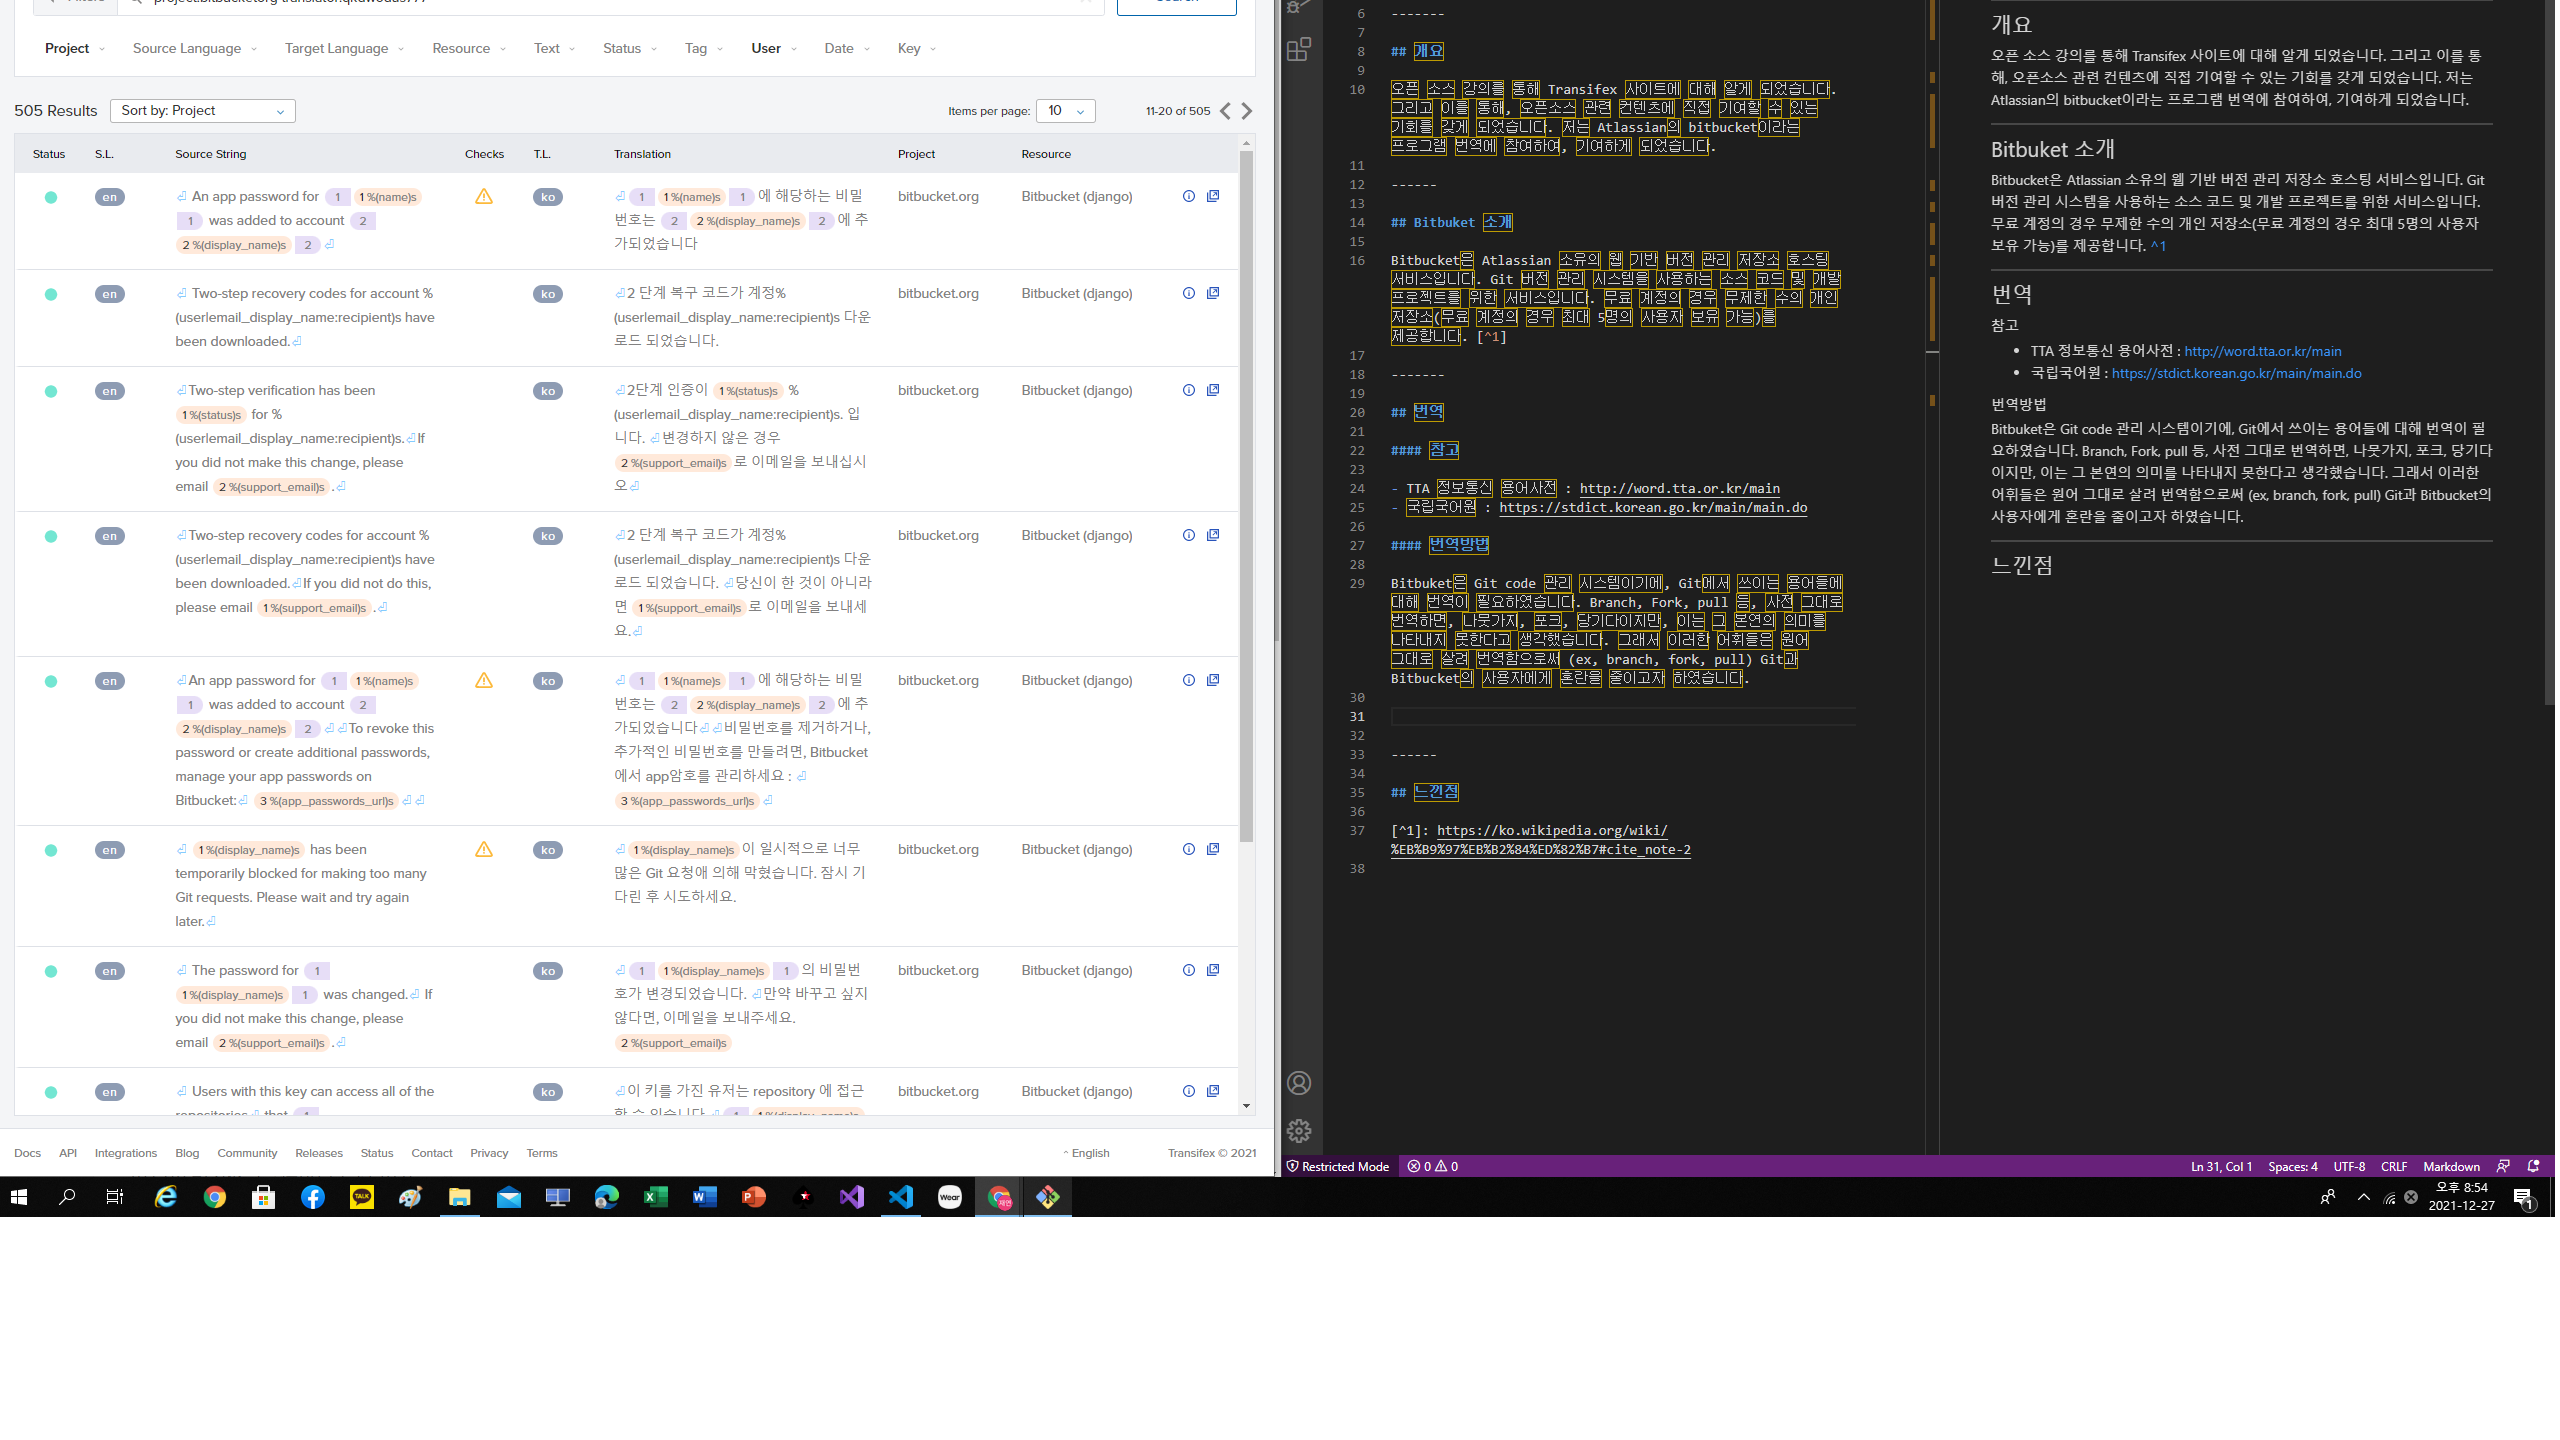 Filters
project:bitbucketorg translator:qkdwodus777
Search
Project Source Language Target Language Resource Text Status Tag User Date Key
505 Results Sort by: Project Items per page: 10 11-20 of 505
Status S.L. Source String Checks T.L. Translation Project Resource
en
⏎ An app password for 1 1 %(name)s
1 was added to account 2
2 %(display_name)s 2 ⏎
ko
⏎ 1 1 %(name)s 1 에 해당하는 비밀
번호는 2 2 %(display_name)s 2 에 추
가되었습니다
bitbucket.org Bitbucket (django)
en
⏎ Two-step recovery codes for account %
(userlemail_display_name:recipient)s have
been downloaded.⏎
ko
⏎2 단계 복구 코드가 계정%
(userlemail_display_name:recipient)s 다운
로드 되었습니다.
bitbucket.org Bitbucket (django)
en
⏎Two-step verification has been
1 %(status)s for %
(userlemail_display_name:recipient)s.⏎If
you did not make this change, please
email 2 %(support_email)s .⏎
ko
⏎2단계 인증이 1 %(status)s %
(userlemail_display_name:recipient)s. 입
니다. ⏎변경하지 않은 경우
2 %(support_email)s 로 이메일을 보내십시
오⏎
bitbucket.org Bitbucket (django)
en
⏎Two-step recovery codes for account %
(userlemail_display_name:recipient)s have
been downloaded.⏎If you did not do this,
please email 1 %(support_email)s .⏎
ko
⏎2 단계 복구 코드가 계정%
(userlemail_display_name:recipient)s 다운
로드 되었습니다. ⏎당신이 한 것이 아니라
면 1 %(support_email)s 로 이메일을 보내세
요.⏎
bitbucket.org Bitbucket (django)
en
⏎An app password for 1 1 %(name)s
1 was added to account 2
2 %(display_name)s 2 ⏎⏎To revoke this
password or create additional passwords,
manage your app passwords on
Bitbucket:⏎ 3 %(app_passwords_url)s ⏎⏎
ko
⏎ 1 1 %(name)s 1 에 해당하는 비밀
번호는 2 2 %(display_name)s 2 에 추
가되었습니다⏎⏎비밀번호를 제거하거나,
추가적인 비밀번호를 만들려면, Bitbucket
에서 app암호를 관리하세요 : ⏎
3 %(app_passwords_url)s ⏎
bitbucket.org Bitbucket (django)
en
⏎ 1 %(display_name)s has been
temporarily blocked for making too many
Git requests. Please wait and try again
later.⏎
ko
⏎ 1 %(display_name)s 이 일시적으로 너무
많은 Git 요청애 의해 막혔습니다. 잠시 기
다린 후 시도하세요.
bitbucket.org Bitbucket (django)
en
⏎ The password for 1
1 %(display_name)s 1 was changed.⏎ If
you did not make this change, please
email 2 %(support_email)s .⏎
ko
⏎ 1 1 %(display_name)s 1 의 비밀번
호가 변경되었습니다. ⏎만약 바꾸고 싶지
않다면, 이메일을 보내주세요.
2 %(support_email)s
bitbucket.org Bitbucket (django)
en
⏎ Users with this key can access all of the
repositories⏎ that 1
ko
⏎이 키를 가진 유저는 repository 에 접근
할 수 있습니다.⏎ 1 1 %(display_name)s
bitbucket.org Bitbucket (django)
Docs API Integrations Blog Community Releases Status Contact Privacy Terms English Transifex © 2021
6 -------
7
8 ## 개요
9
10 오픈 소스 강의를 통해 Transifex 사이트에 대해 알게 되었습니다.
그리고 이를 통해, 오픈소스 관련 컨텐츠에 직접 기여할 수 있는
기회를 갖게 되었습니다. 저는 Atlassian의 bitbucket이라는
프로그램 번역에 참여하여, 기여하게 되었습니다.
11
12 ------
13
14 ## Bitbuket 소개
15
16 Bitbucket은 Atlassian 소유의 웹 기반 버전 관리 저장소 호스팅
서비스입니다. Git 버전 관리 시스템을 사용하는 소스 코드 및 개발
프로젝트를 위한 서비스입니다. 무료 계정의 경우 무제한 수의 개인
저장소(무료 계정의 경우 최대 5명의 사용자 보유 가능)를
제공합니다. [^1]
17
18 -------
19
20 ## 번역
21
22 #### 참고
23
24 - TTA 정보통신 용어사전 : http://word.tta.or.kr/main
25 - 국립국어원 : https://stdict.korean.go.kr/main/main.do
26
27 #### 번역방법
28
29 Bitbuket은 Git code 관리 시스템이기에, Git에서 쓰이는 용어들에
대해 번역이 필요하였습니다. Branch, Fork, pull 등, 사전 그대로
번역하면, 나뭇가지, 포크, 당기다이지만, 이는 그 본연의 의미를
나타내지 못한다고 생각했습니다. 그래서 이러한 어휘들은 원어
그대로 살려 번역함으로써 (ex, branch, fork, pull) Git과
Bitbucket의 사용자에게 혼란을 줄이고자 하였습니다.
30
31
32
33 ------
34
35 ## 느낀점
36
37 [^1]: https://ko.wikipedia.org/wiki/
%EB%B9%97%EB%B2%84%ED%82%B7#cite_note-2
38
개요
오픈 소스 강의를 통해 Transifex 사이트에 대해 알게 되었습니다. 그리고 이를 통
해, 오픈소스 관련 컨텐츠에 직접 기여할 수 있는 기회를 갖게 되었습니다. 저는
Atlassian의 bitbucket이라는 프로그램 번역에 참여하여, 기여하게 되었습니다.
Bitbuket 소개
Bitbucket은 Atlassian 소유의 웹 기반 버전 관리 저장소 호스팅 서비스입니다. Git
버전 관리 시스템을 사용하는 소스 코드 및 개발 프로젝트를 위한 서비스입니다.
무료 계정의 경우 무제한 수의 개인 저장소(무료 계정의 경우 최대 5명의 사용자
보유 가능)를 제공합니다. ^1
번역
참고
• TTA 정보통신 용어사전 : http://word.tta.or.kr/main
• 국립국어원 : https://stdict.korean.go.kr/main/main.do
번역방법
Bitbuket은 Git code 관리 시스템이기에, Git에서 쓰이는 용어들에 대해 번역이 필
요하였습니다. Branch, Fork, pull 등, 사전 그대로 번역하면, 나뭇가지, 포크, 당기다
이지만, 이는 그 본연의 의미를 나타내지 못한다고 생각했습니다. 그래서 이러한
어휘들은 원어 그대로 살려 번역함으로써 (ex, branch, fork, pull) Git과 Bitbucket의
사용자에게 혼란을 줄이고자 하였습니다.
느낀점
Restricted Mode 0 0 Ln 31, Col 1 Spaces: 4 UTF-8 CRLF Markdown
TALK Wear 재연
오후 8:54
2021-12-27
1